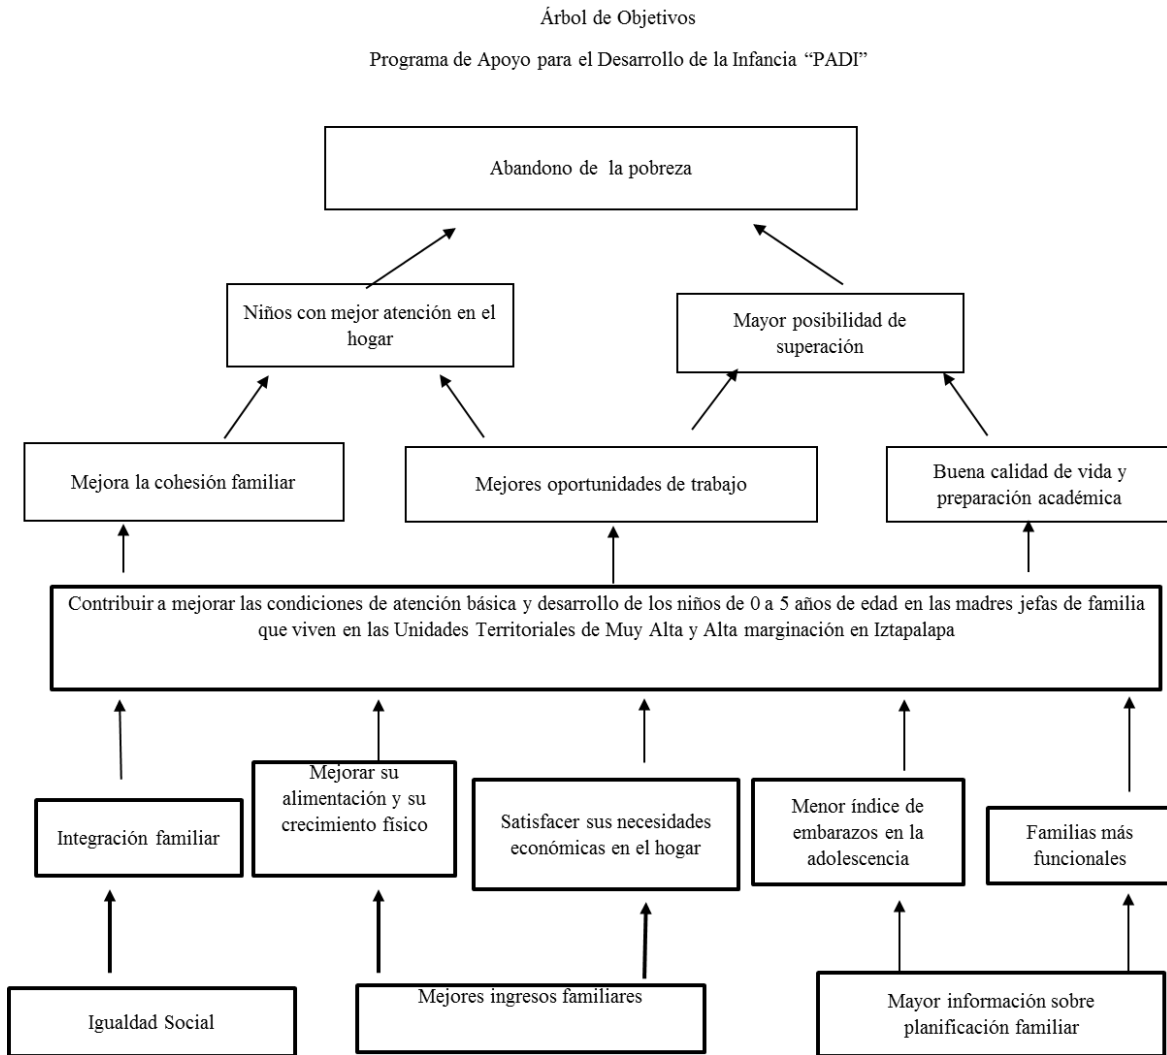 Árbol de Objetivos
Programa de Apoyo para el Desarrollo de la Infancia “PADI”
Abandono de la pobreza
Niños con mejor atención en el
hogar
Mayor posibilidad de
superación
Mejora la cohesión familiar
Mejores oportunidades de trabajo
Buena calidad de vida y
preparación académica
Contribuir a mejorar las condiciones de atención básica y desarrollo de los niños de 0 a 5 años de edad en las madres jefas de familia
que viven en las Unidades Territoriales de Muy Alta y Alta marginación en Iztapalapa
Integración familiar
Mejorar su
alimentación y su
crecimiento físico
Satisfacer sus necesidades
económicas en el hogar
Menor índice de
embarazos en la
adolescencia
Familias más
funcionales
Igualdad Social
Mejores ingresos familiares
Mayor información sobre
planificación familiar